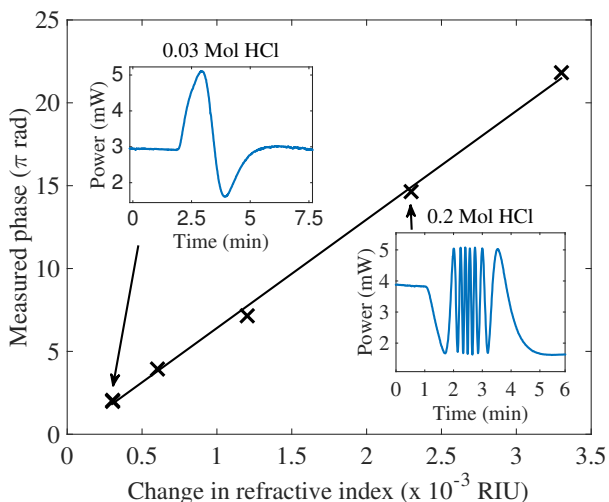 25
20
15
10
5
0
Measured phase (π rad)
0 0.5 1 1.5 2 2.5 3 3.5
Change in refractive index (x 10⁻³ RIU)
0.03 Mol HCl
5
4
3
2
Power (mW)
0 2.5 5 7.5
Time (min)
0.2 Mol HCl
5
4
3
2
Power (mW)
0 1 2 3 4 5 6
Time (min)